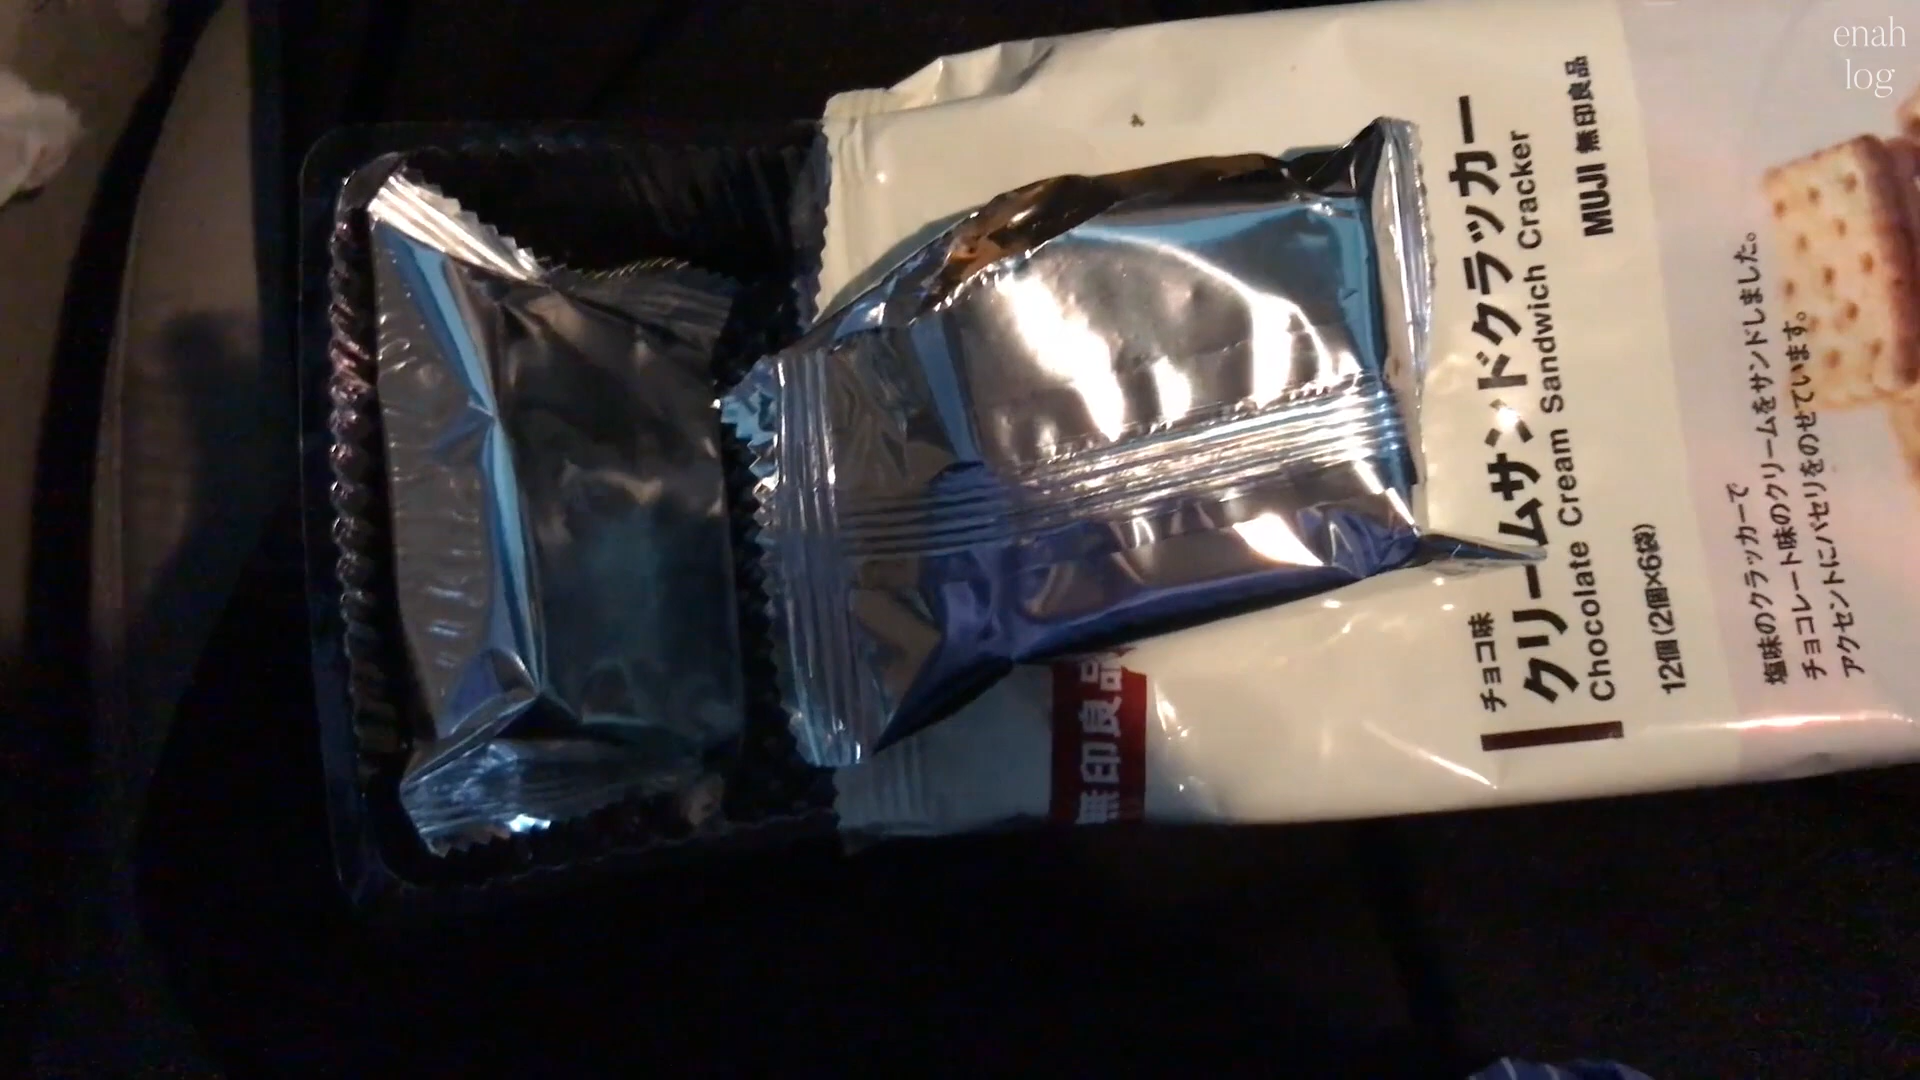 enah
log
無印良品
チョコ味
クリームサンドクラッカー
Chocolate Cream Sandwich Cracker
MUJI 無印良品
12個(2個×6袋)
塩味のクラッカーで
チョコレート味のクリームをサンドしました。
アクセントにパセリをのせています。